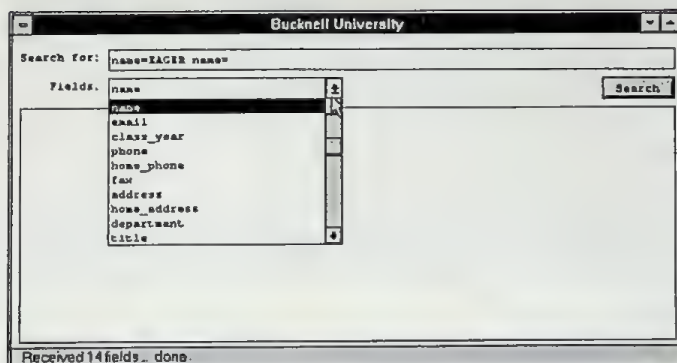 Bucknell University
Search for: name=EAGER name=
Fields. name
Search
name
email
class_year
phone
home_phone
fax
address
home_address
department
title
Received 14 fields... done.